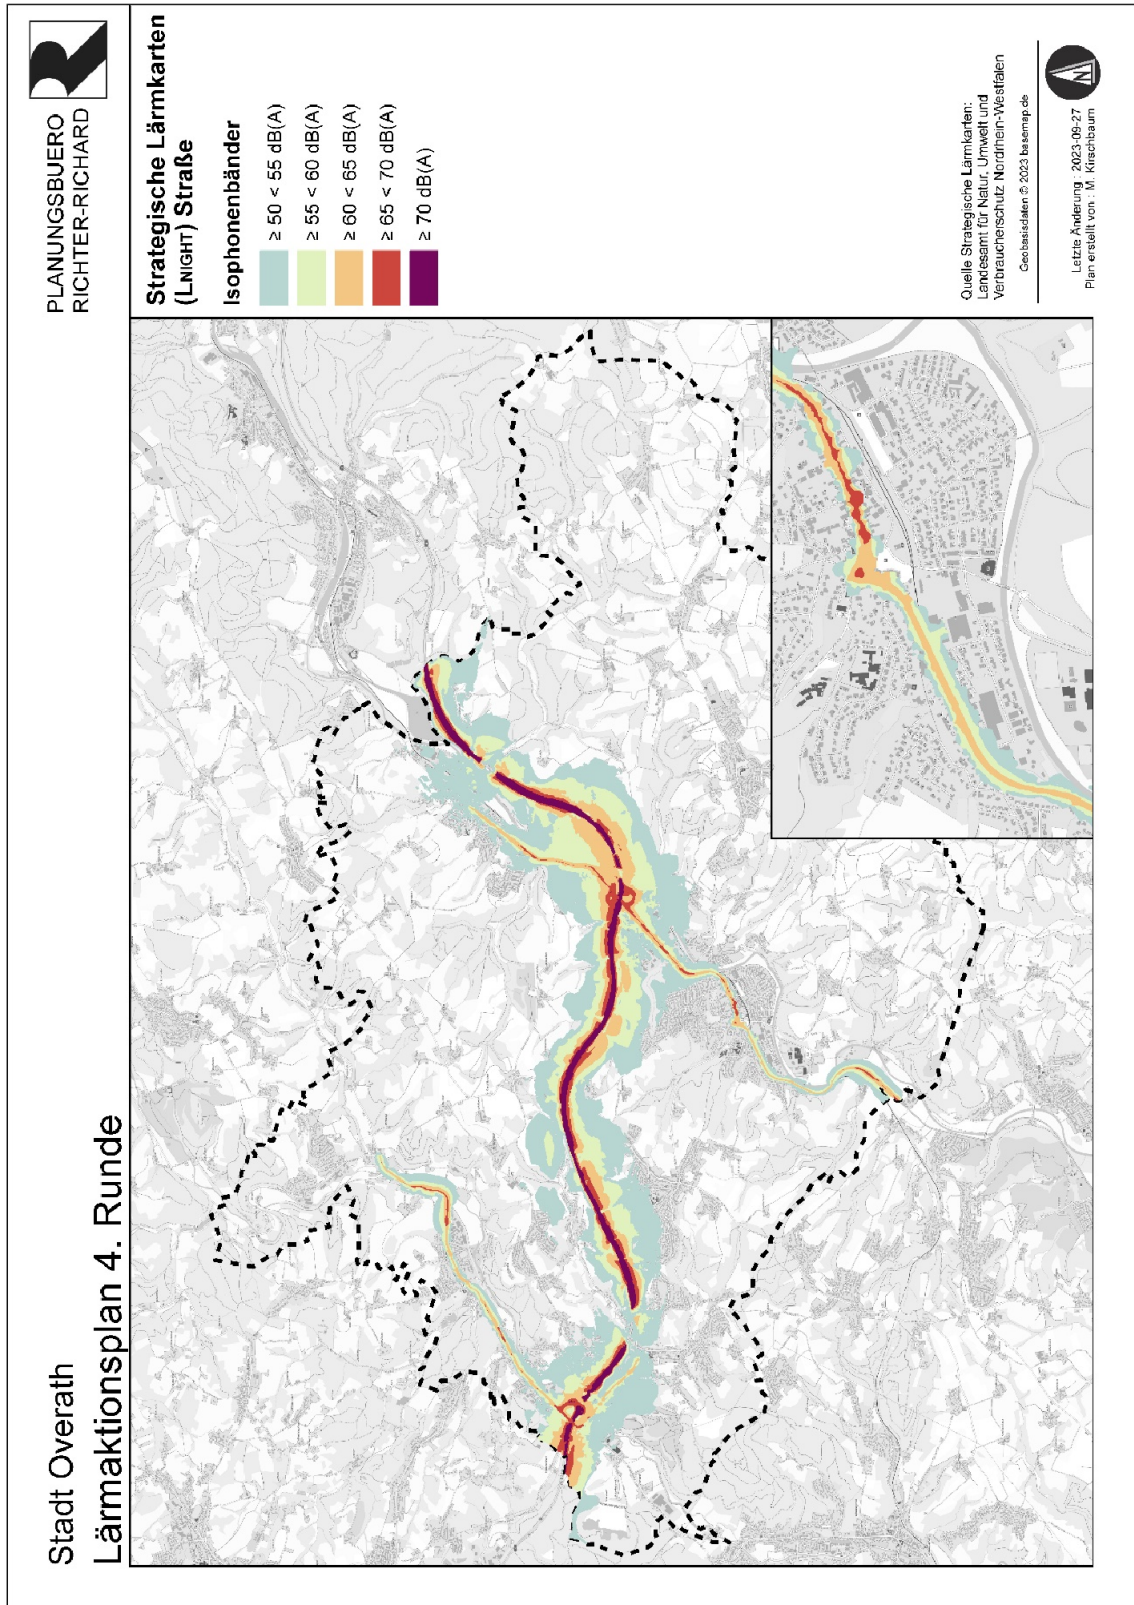 Stadt Overath
Lärmaktionsplan 4. Runde
PLANUNGSBUERO
RICHTER-RICHARD
Strategische Lärmkarten
(LNIGHT) Straße
Isophonenbänder
≥ 50 < 55 dB(A)
≥ 55 < 60 dB(A)
≥ 60 < 65 dB(A)
≥ 65 < 70 dB(A)
≥ 70 dB(A)
Quelle Strategische Lärmkarten:
Landesamt für Natur, Umwelt und
Verbraucherschutz Nordrhein-Westfalen
Geobasisdaten © 2023 basemap.de
N
Letzte Änderung : 2023-09-27
Plan erstellt von : M. Kirschbaum